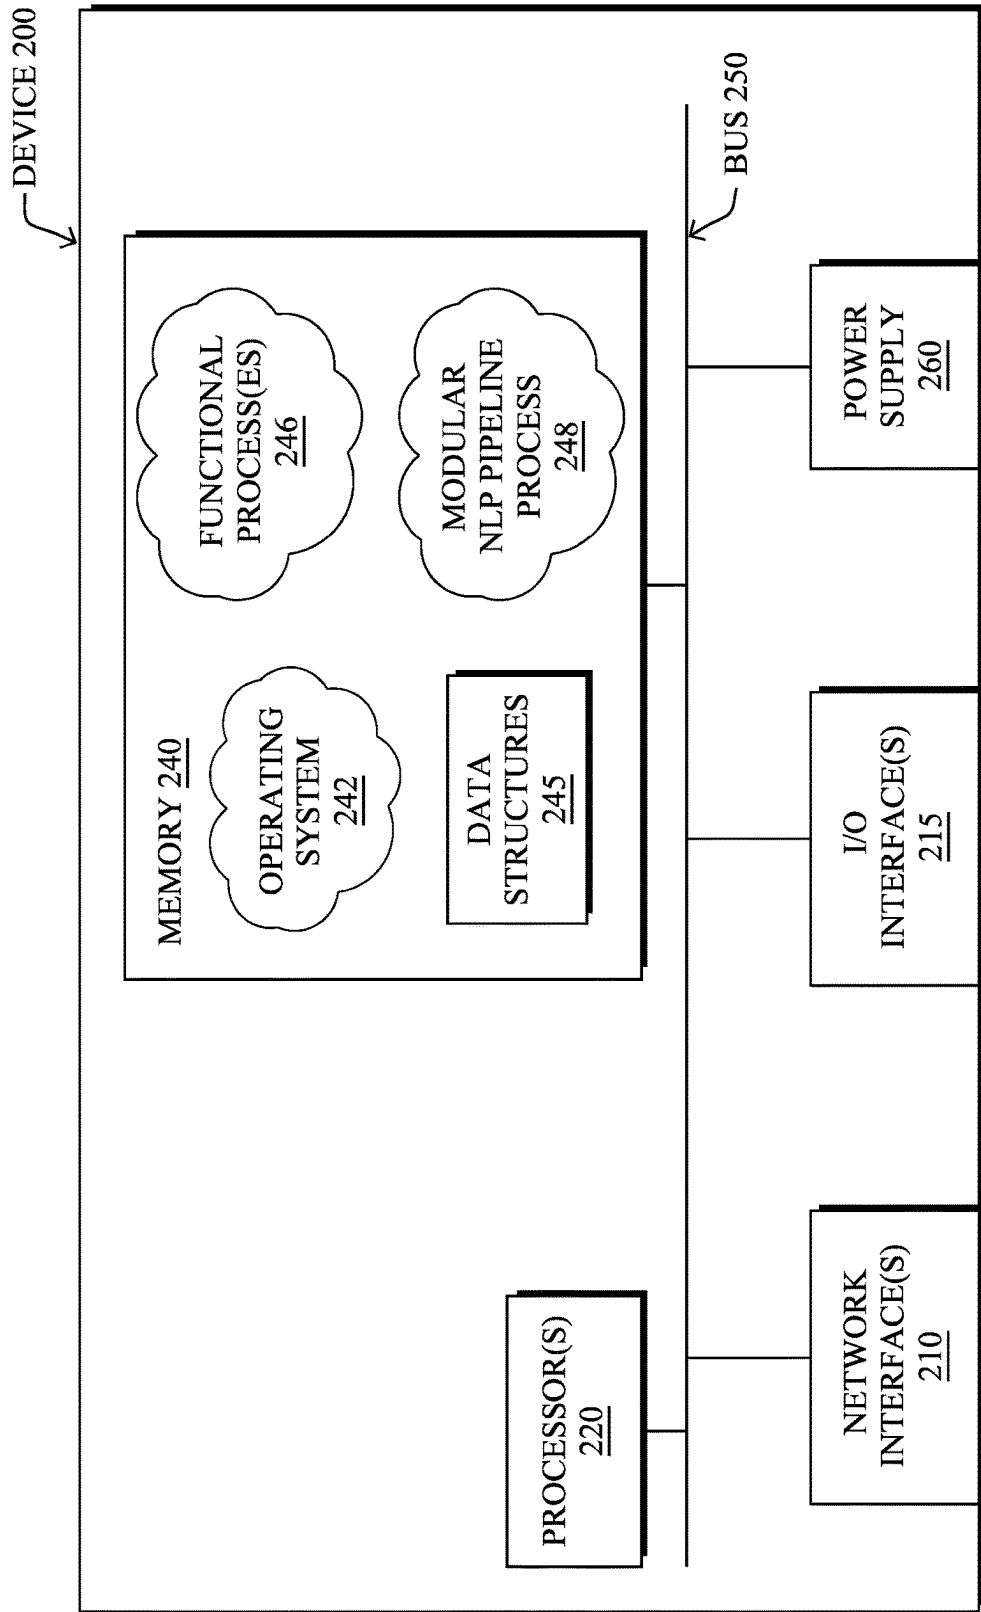 DEVICE 200
MEMORY 240
OPERATING
SYSTEM
242
FUNCTIONAL
PROCESS(ES)
246
DATA
STRUCTURES
245
MODULAR
NLP PIPELINE
PROCESS
248
PROCESSOR(S)
220
BUS 250
NETWORK
INTERFACE(S)
210
I/O
INTERFACE(S)
215
POWER
SUPPLY
260